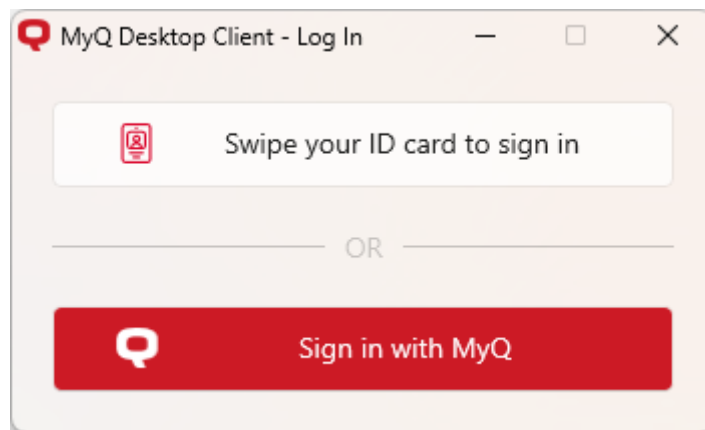 MyQ Desktop Client - Log In
Swipe your ID card to sign in
OR
Sign in with MyQ